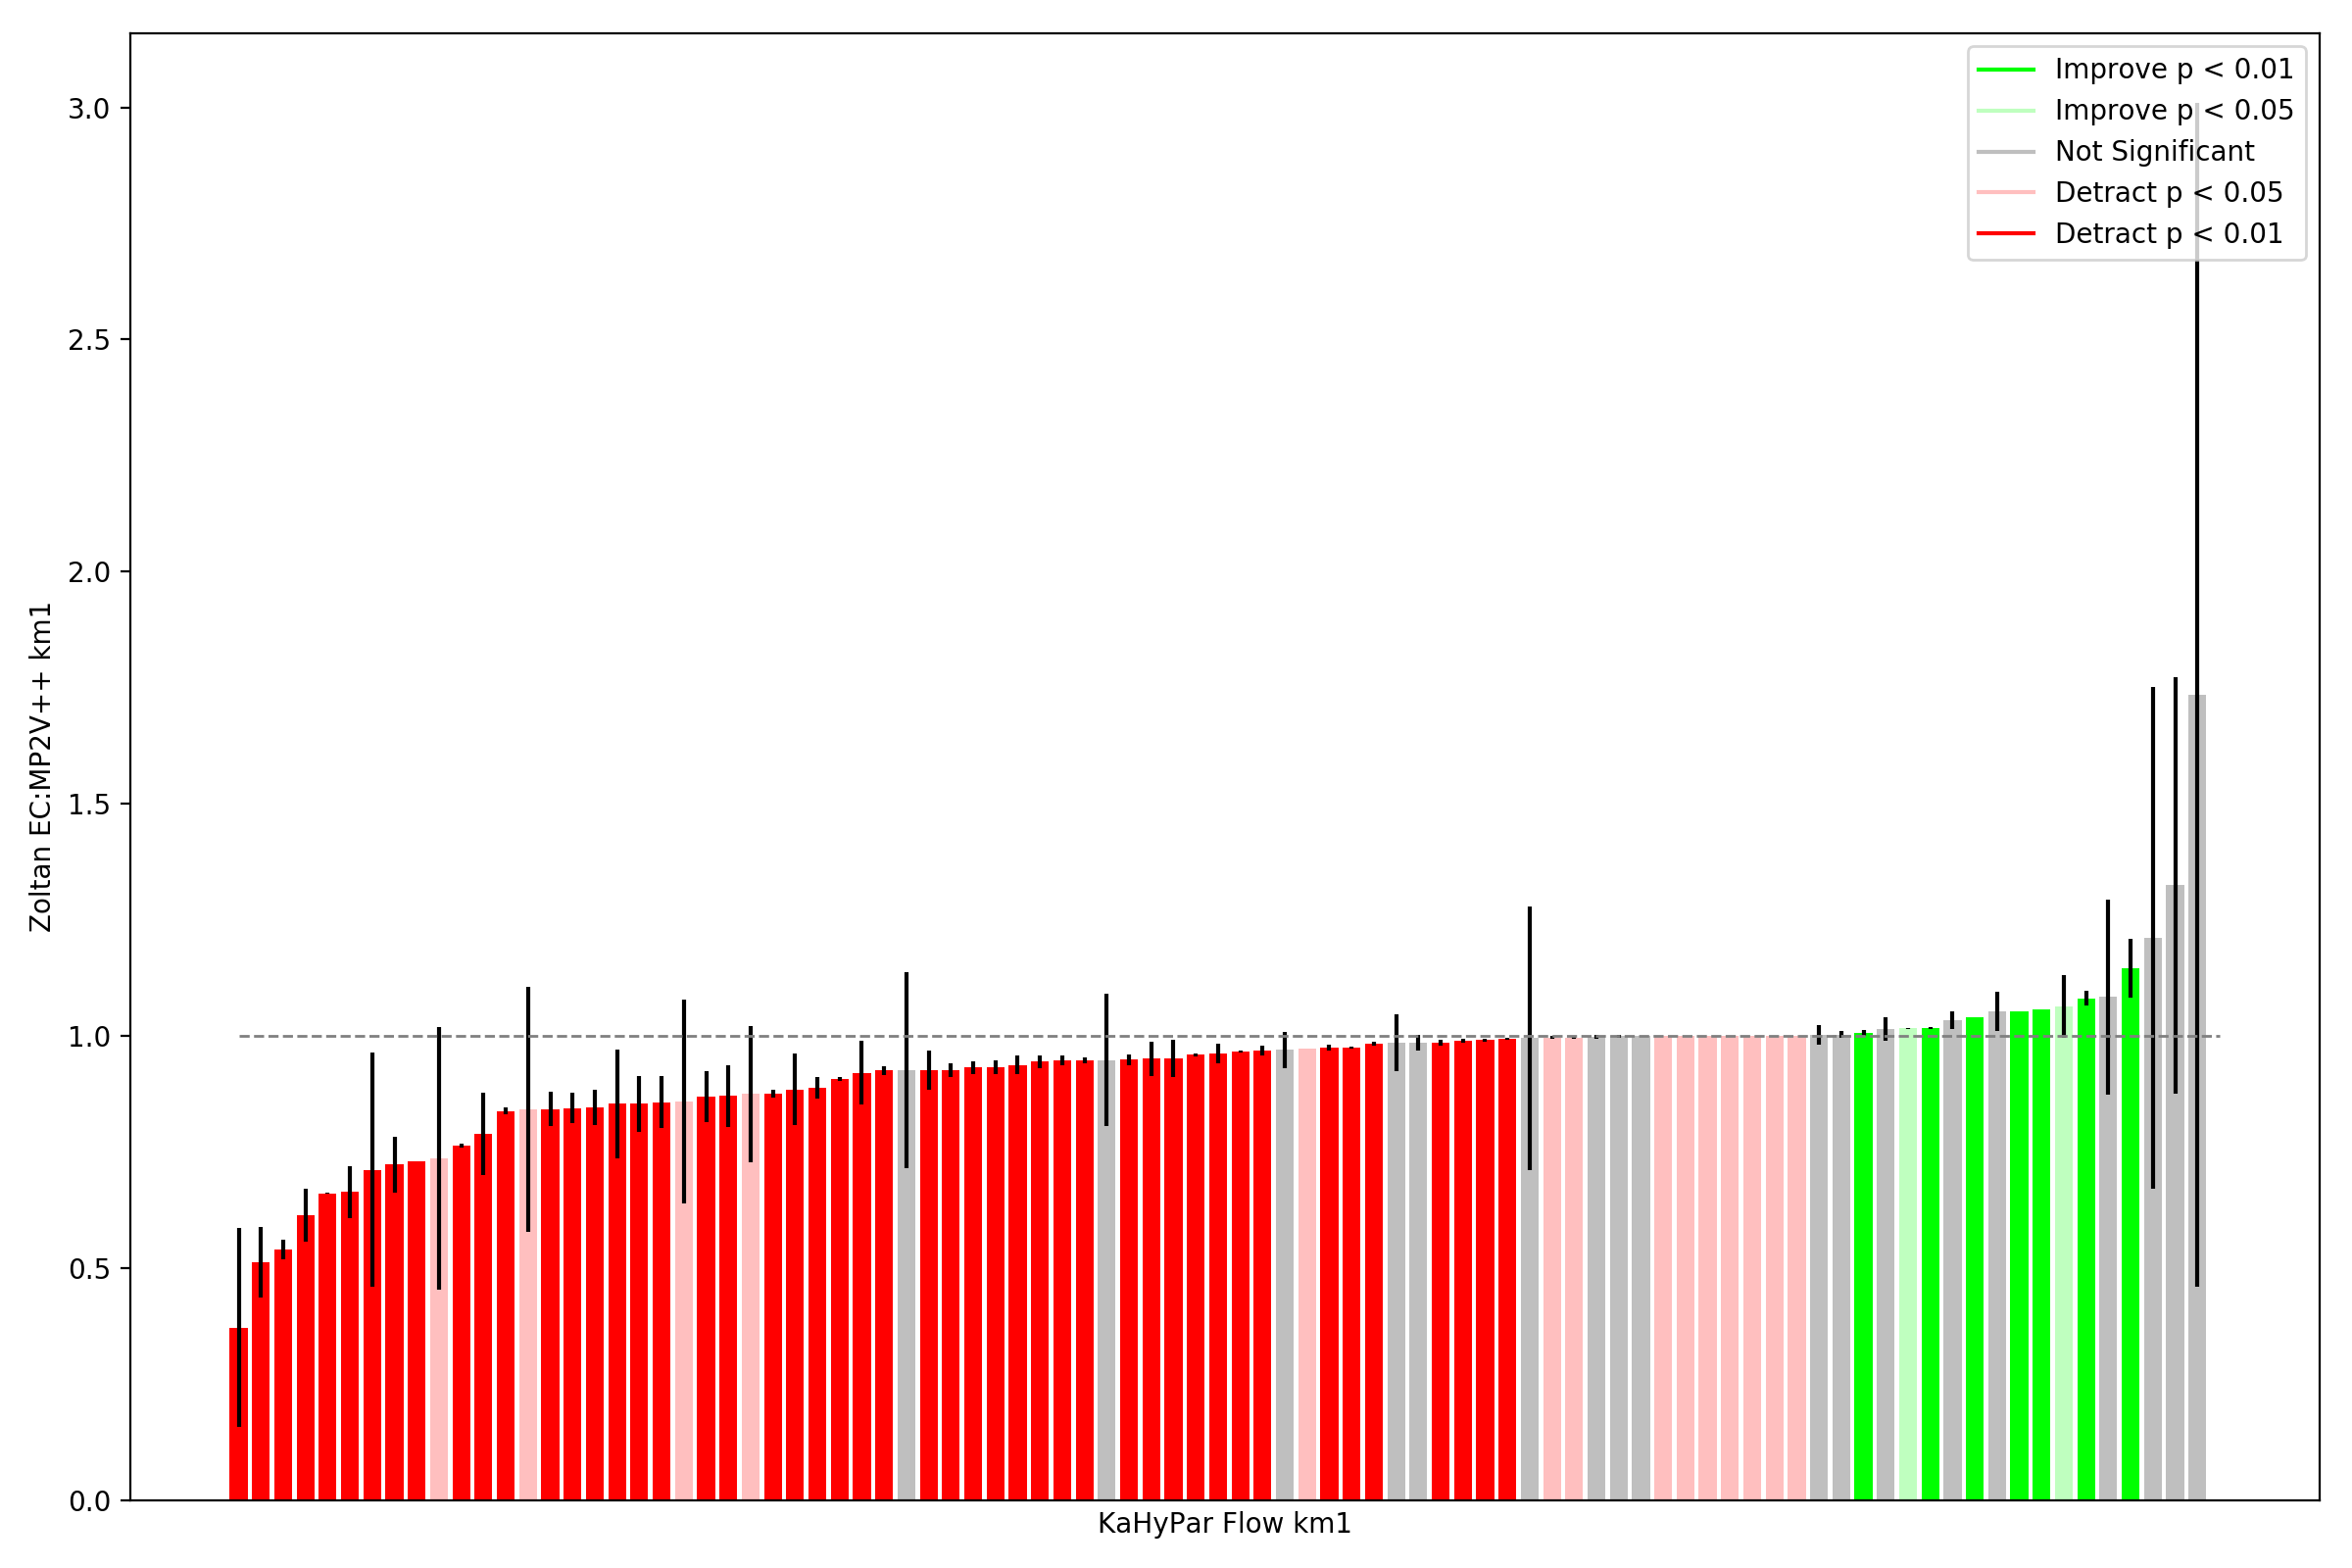 Improve p < 0.01
Improve p < 0.05
Not Significant
Detract p < 0.05
Detract p < 0.01
3.0
2.5
2.0
1.5
1.0
0.5
0.0
Zoltan EC:MP2V++ km1
KaHyPar Flow km1